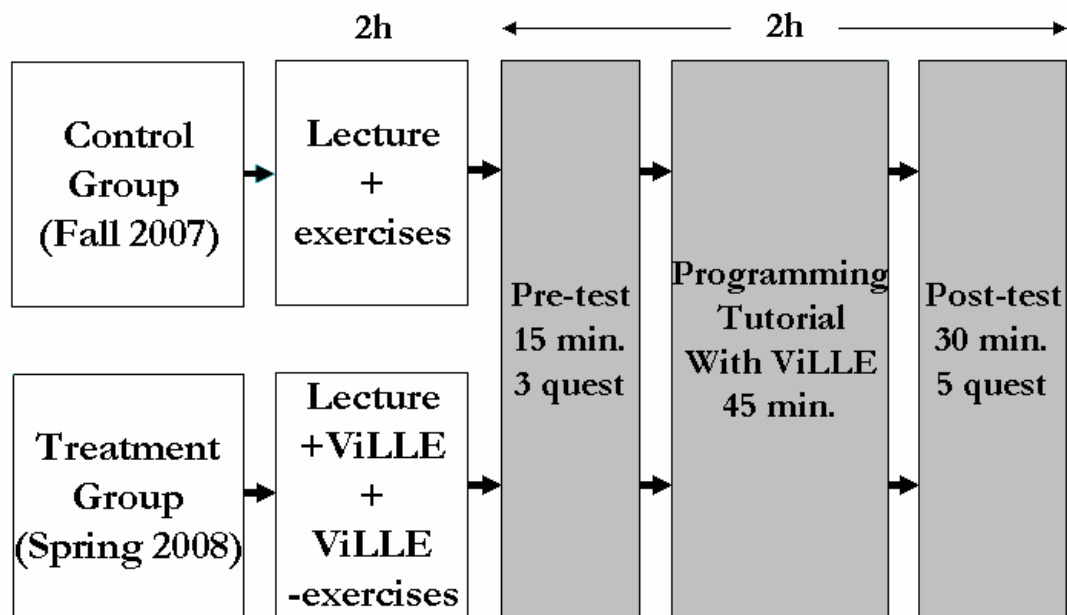 2h
2h
Control
Group
(Fall 2007)
Lecture
+
exercises
Treatment
Group
(Spring 2008)
Lecture
+ViLLE
+
ViLLE
-exercises
Pre-test
15 min.
3 quest
Programming
Tutorial
With ViLLE
45 min.
Post-test
30 min.
5 quest